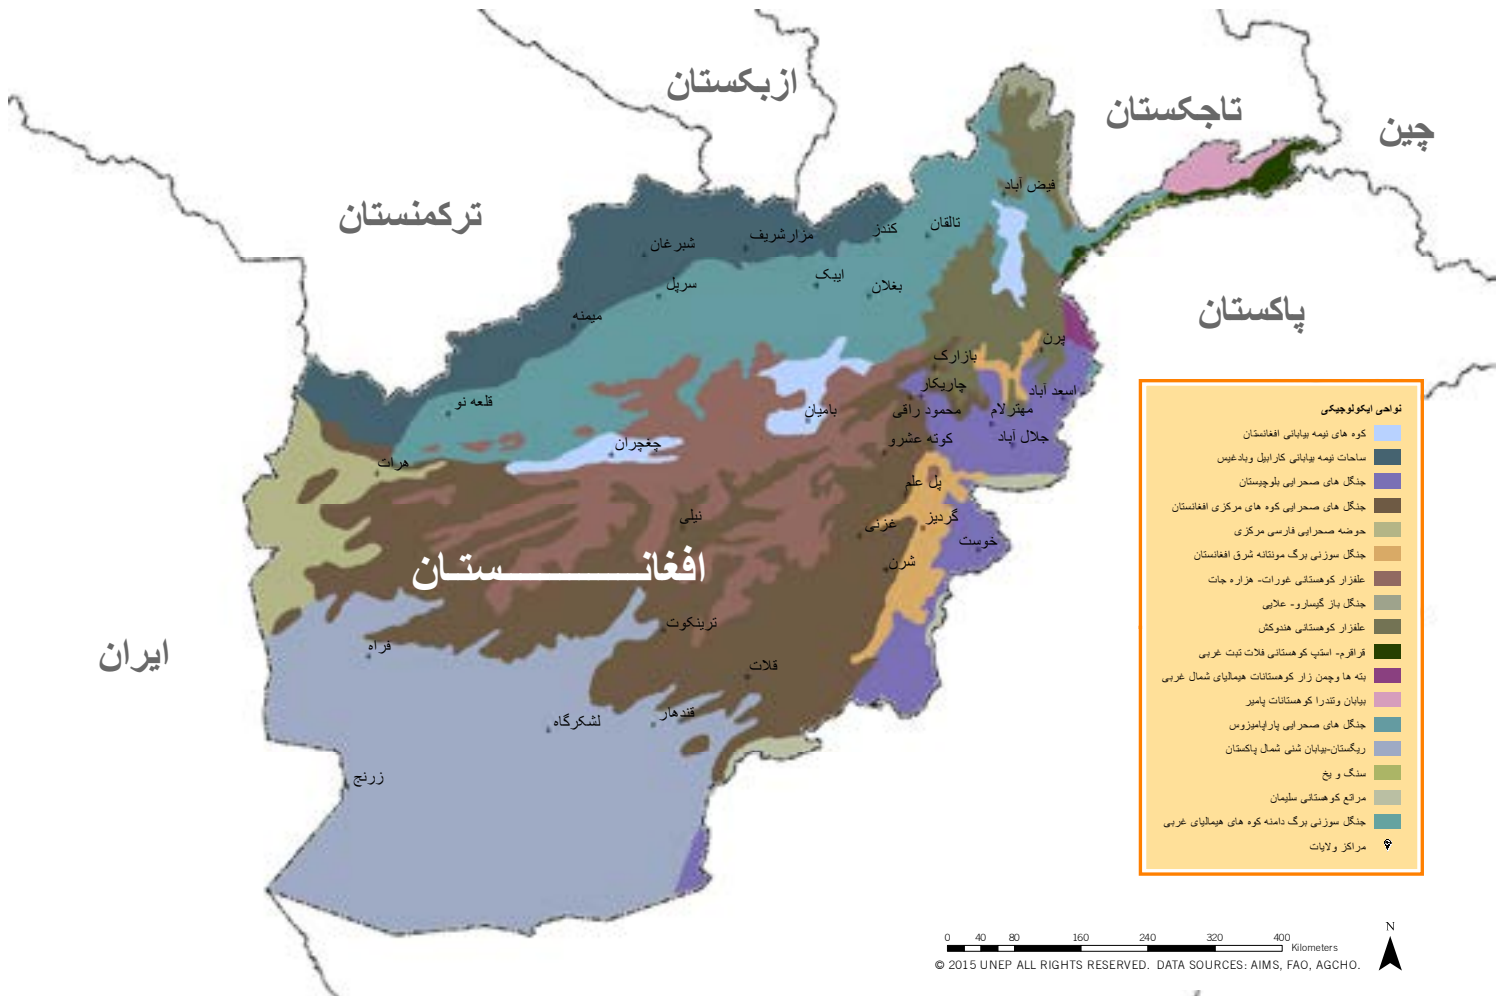 ازبکستان
تاجکستان
چین
ترکمنستان
پاکستان
ایران
افغانـــــــــستـان
فیض آباد
تالقان
کندز
مزارشریف
شبرغان
ایبک
سرپل
بغلان
میمنه
پرن
بازارک
چاریکار
اسعد آباد
قلعه نو
بامیان
محمود راقی
مهترلام
جلال آباد
کوته عشرو
چغچران
هرات
پل علم
نیلی
غزنی
گردیز
خوست
شرن
ترینکوت
فراه
قلات
قندهار
لشکرگاه
زرنج
نواحی ایکولوجیکی
کوه های نیمه بیابانی افغانستان
ساحات نیمه بیابانی کارابیل وبادغیس
جنگل های صحرایی بلوچیستان
جنگل های صحرایی کوه های مرکزی افغانستان
حوضه صحرایی فارسی مرکزی
جنگل سوزنی برگ مونتانه شرق افغانستان
علفزار کوهستانی غورات- هزاره جات
جنگل باز گیسارو- علایی
علفزار کوهستانی هندوکش
قراقرم- استپ کوهستانی فلات تبت غربی
بته ها وچمن زار کوهستانات هیمالیای شمال غربی
بیابان وتندرا کوهستانات پامیر
جنگل های صحرایی پاراپامیزوس
ریگستان-بیابان شنی شمال پاکستان
سنگ و یخ
مراتع کوهستانی سلیمان
جنگل سوزنی برگ دامنه کوه های هیمالیای غربی
مراکز ولایات
N
0 40 80 160 240 320 400
Kilometers
© 2015 UNEP ALL RIGHTS RESERVED. DATA SOURCES: AIMS, FAO, AGCHO.